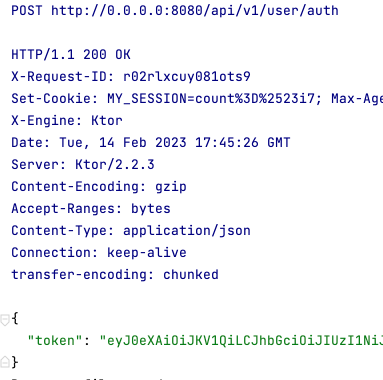 POST http://0.0.0.0:8080/api/v1/user/auth
HTTP/1.1 200 OK
X-Request-ID: r02rlxcuy081ots9
Set-Cookie: MY_SESSION=count%3D%2523i7; Max-Age
X-Engine: Ktor
Date: Tue, 14 Feb 2023 17:45:26 GMT
Server: Ktor/2.2.3
Content-Encoding: gzip
Accept-Ranges: bytes
Content-Type: application/json
Connection: keep-alive
transfer-encoding: chunked
{
"token": "eyJ0eXAiOiJKV1QiLCJhbGciOiJIUzI1NiJ
}